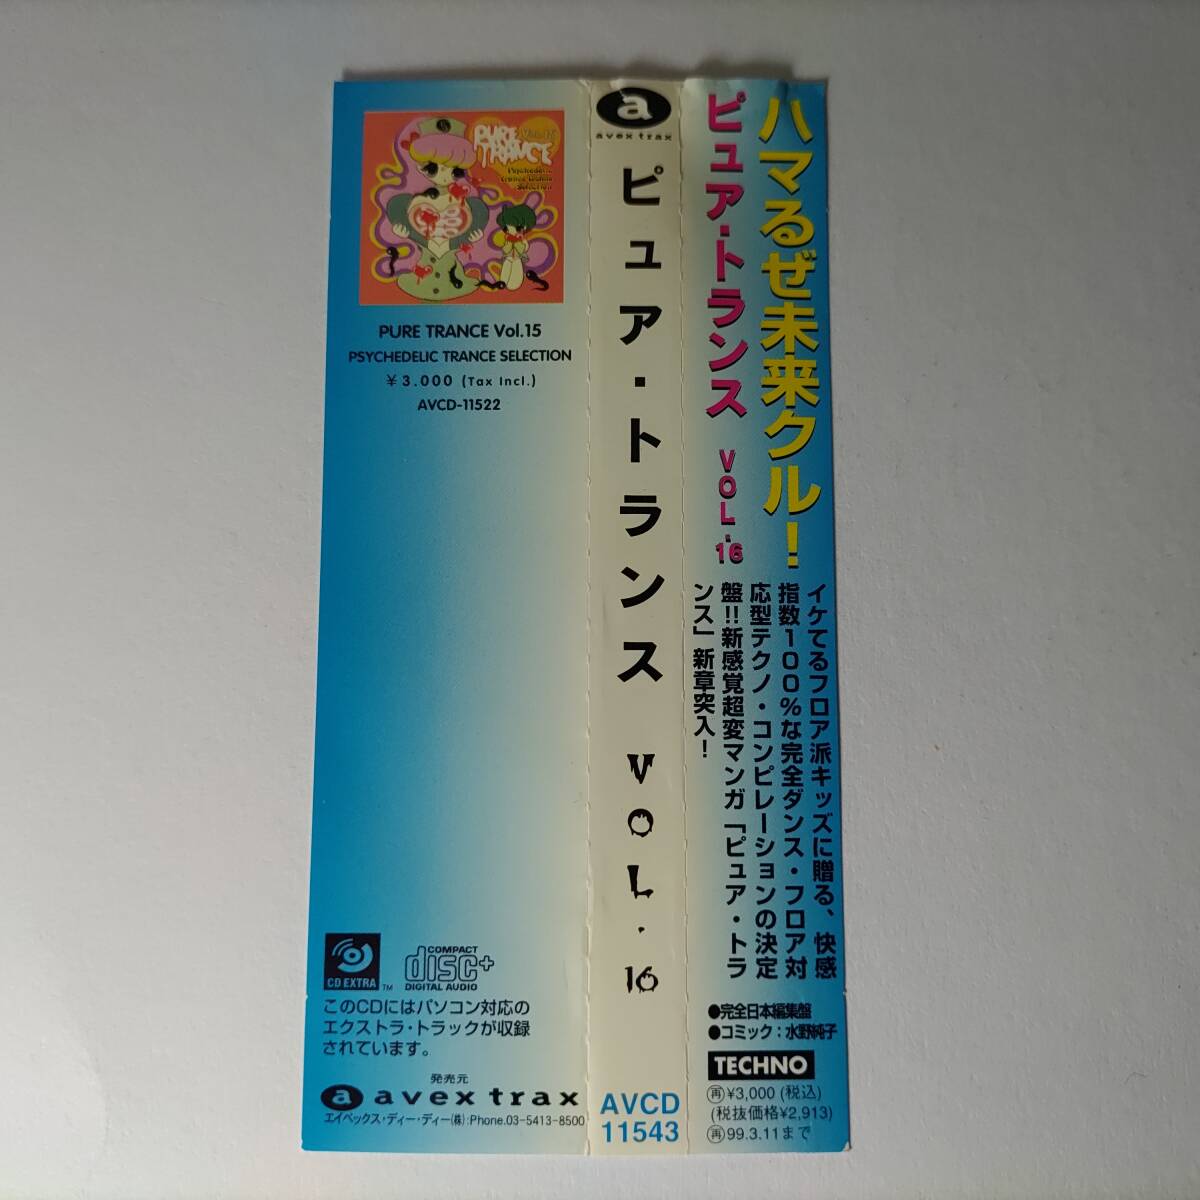 PURE
TRANCE
Vol.15
Psychedelic
Trance Techno
Selection
PURE TRANCE Vol.15
PSYCHEDELIC TRANCE SELECTION
¥3.000 (Tax Incl.)
AVCD-11522
CD EXTRA
TM
COMPACT
disc+
DIGITAL AUDIO
このCDにはパソコン対応の
エクストラ・トラックが収録
されています。
発売元
a avex trax
エイベックス・ディー・ディー(株):Phone.03-5413-8500
a
avex trax
ピュア・トランス VOL.16
AVCD
11543
ハマるぜ未来クル!
ピュア・トランス VOL.16
イケてるフロア派キッズに贈る、快感
指数100%な完全ダンス・フロア対
応型テクノ・コンピレーションの決定
盤!!新感覚超変マンガ「ピュア・トラ
ンス」新章突入!
●完全日本編集盤
●コミック:水野純子
TECHNO
再¥3,000 (税込)
(税抜価格¥2,913)
再99.3.11まで